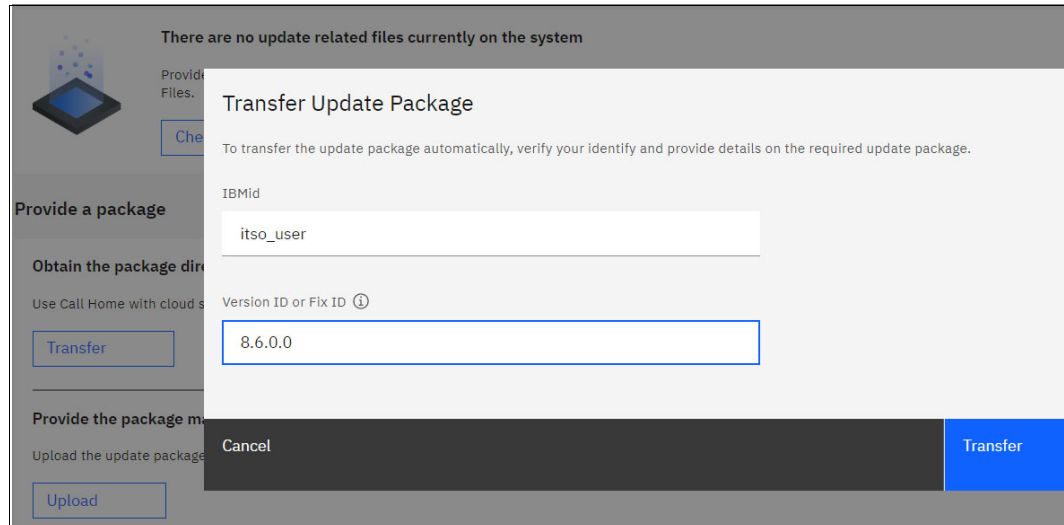 There are no update related files currently on the system
Provide
Files.
Che
Transfer Update Package
To transfer the update package automatically, verify your identify and provide details on the required update package.
IBMid
itso_user
Version ID or Fix ID
8.6.0.0
Cancel
Transfer
Provide a package
Obtain the package dire
Use Call Home with cloud s
Transfer
Provide the package ma
Upload the update package
Upload